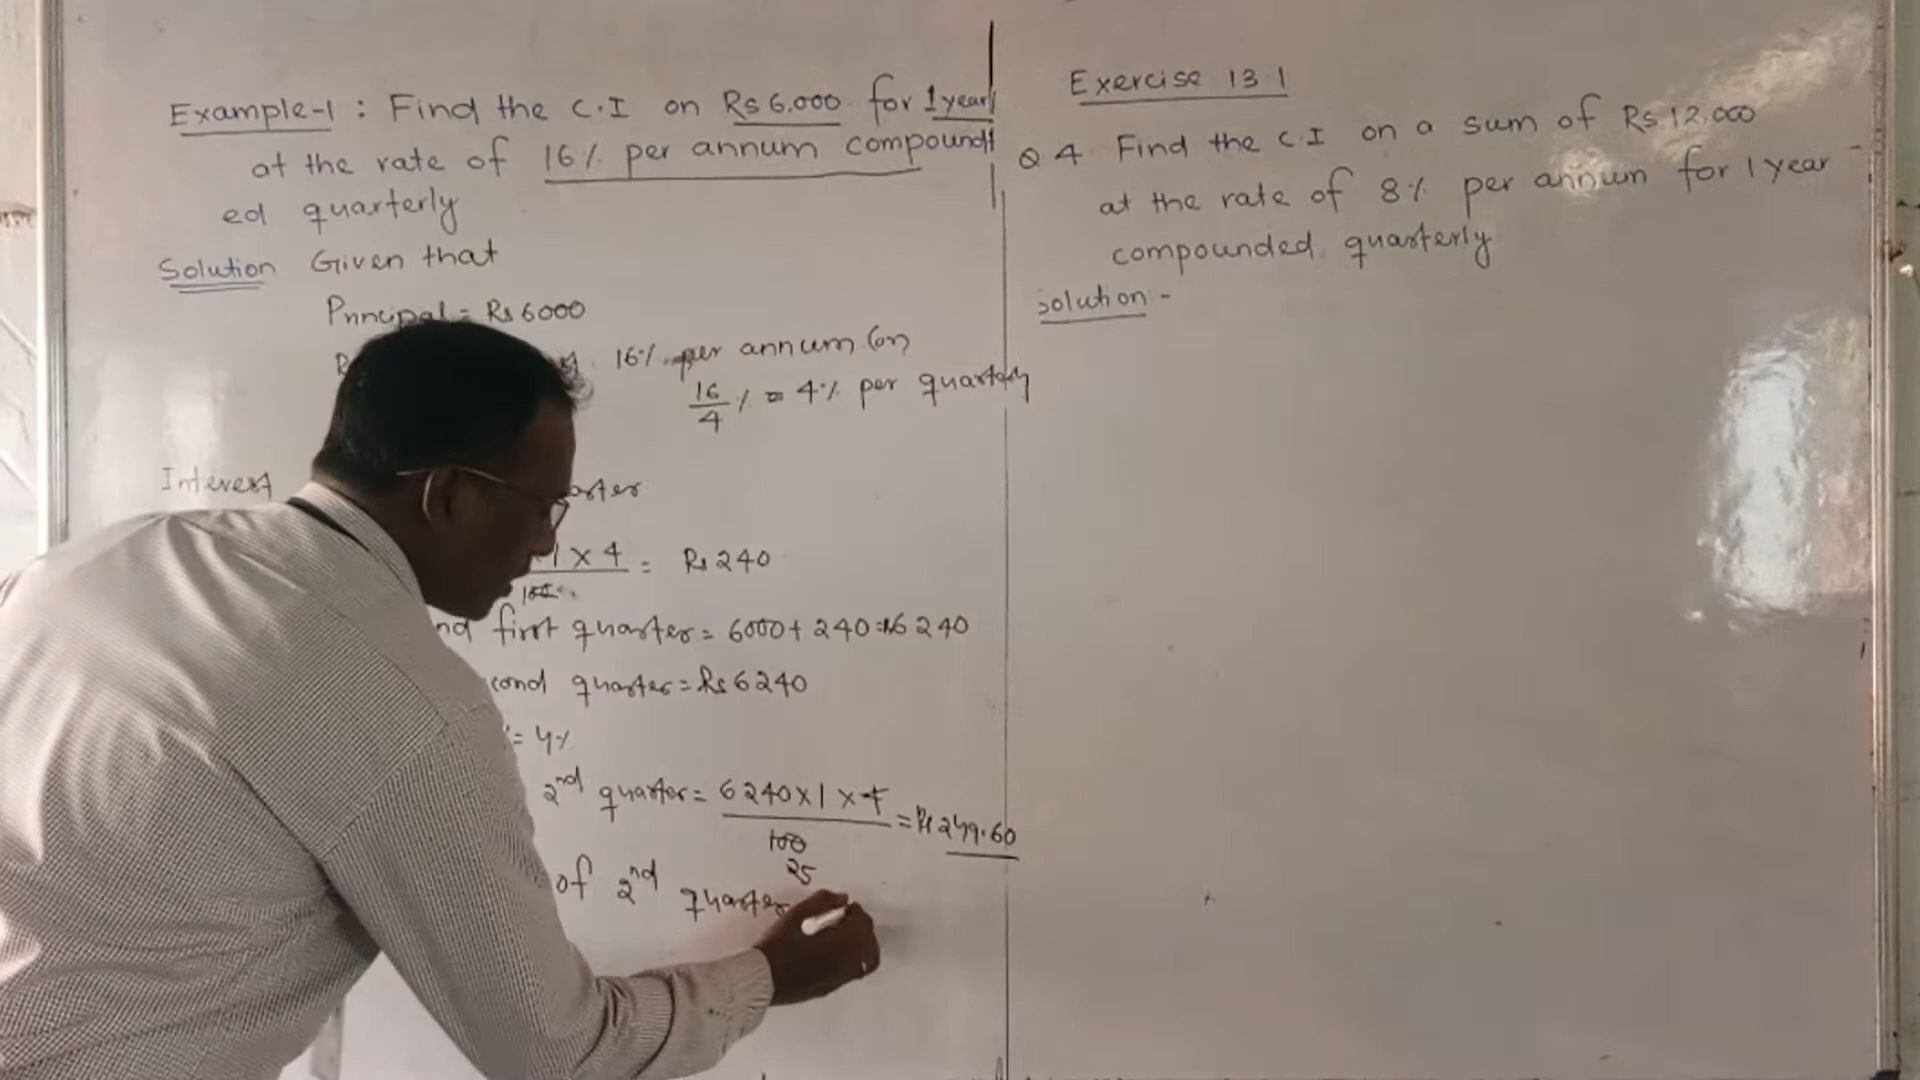 Example-1 : Find the C.I on Rs 6.000 for 1 year
at the rate of 16% per annum compound
ed quarterly
Solution Given that
Principal = Rs 6000
16% per annum (or)
16/4 % = 4% per quarterly
Interest
1 x 4 / 100 = Rs 240
first quarter = 6000 + 240 = 6240
cond quarter = Rs 6240
= 4%
2nd quarter = 6240 x 1 x 4 / 100 = Rs 249.60
25
of 2nd quarter
Exercise 13.1
Q 4. Find the C.I on a sum of Rs 12,000
at the rate of 8% per annum for 1 year
compounded quarterly
solution :-